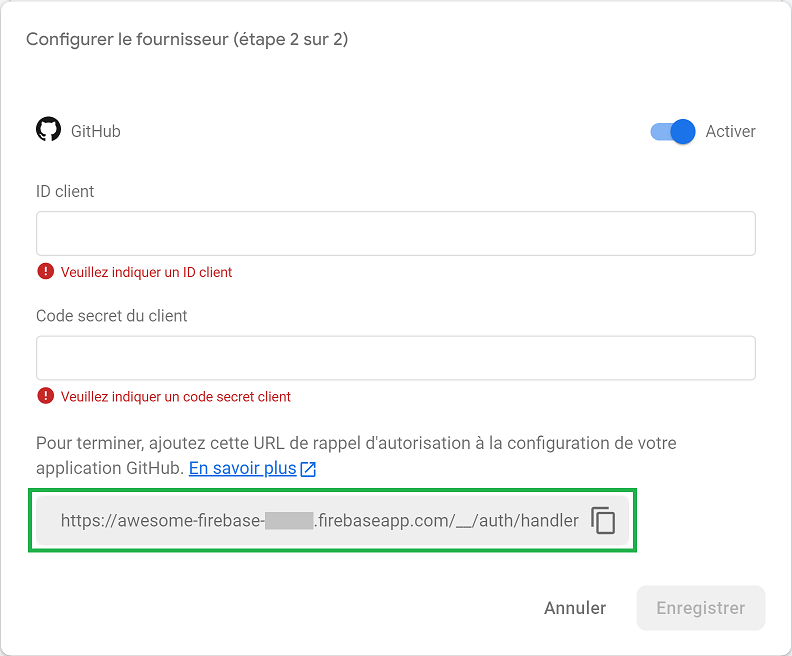 Configurer le fournisseur (étape 2 sur 2)
GitHub
Activer
ID client
Veuillez indiquer un ID client
Code secret du client
Veuillez indiquer un code secret client
Pour terminer, ajoutez cette URL de rappel d'autorisation à la configuration de votre
application GitHub. En savoir plus
https://awesome-firebase-.firebaseapp.com/__/auth/handler
Annuler
Enregistrer